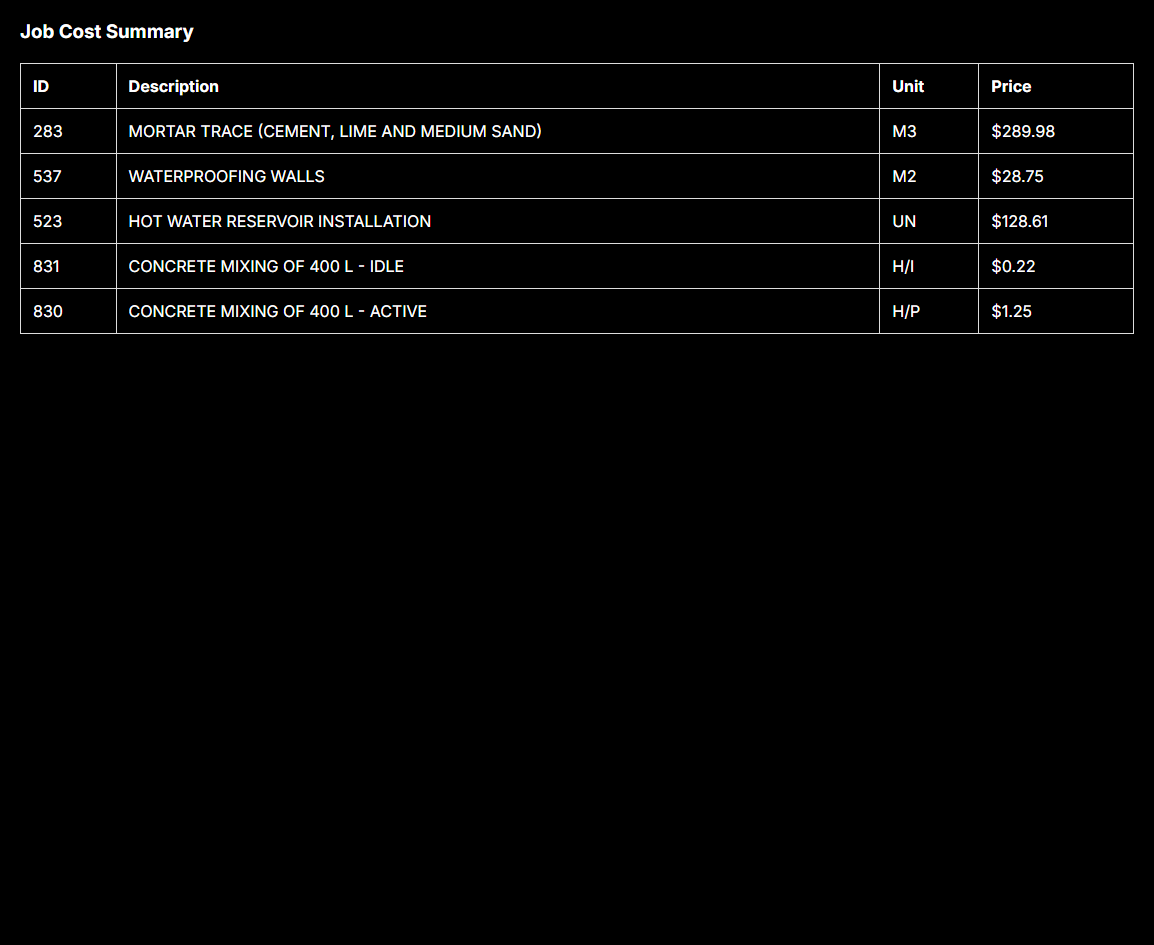 Job Cost Summary
ID Description Unit Price
283 MORTAR TRACE (CEMENT, LIME AND MEDIUM SAND) M3 $289.98
537 WATERPROOFING WALLS M2 $28.75
523 HOT WATER RESERVOIR INSTALLATION UN $128.61
831 CONCRETE MIXING OF 400 L - IDLE H/I $0.22
830 CONCRETE MIXING OF 400 L - ACTIVE H/P $1.25